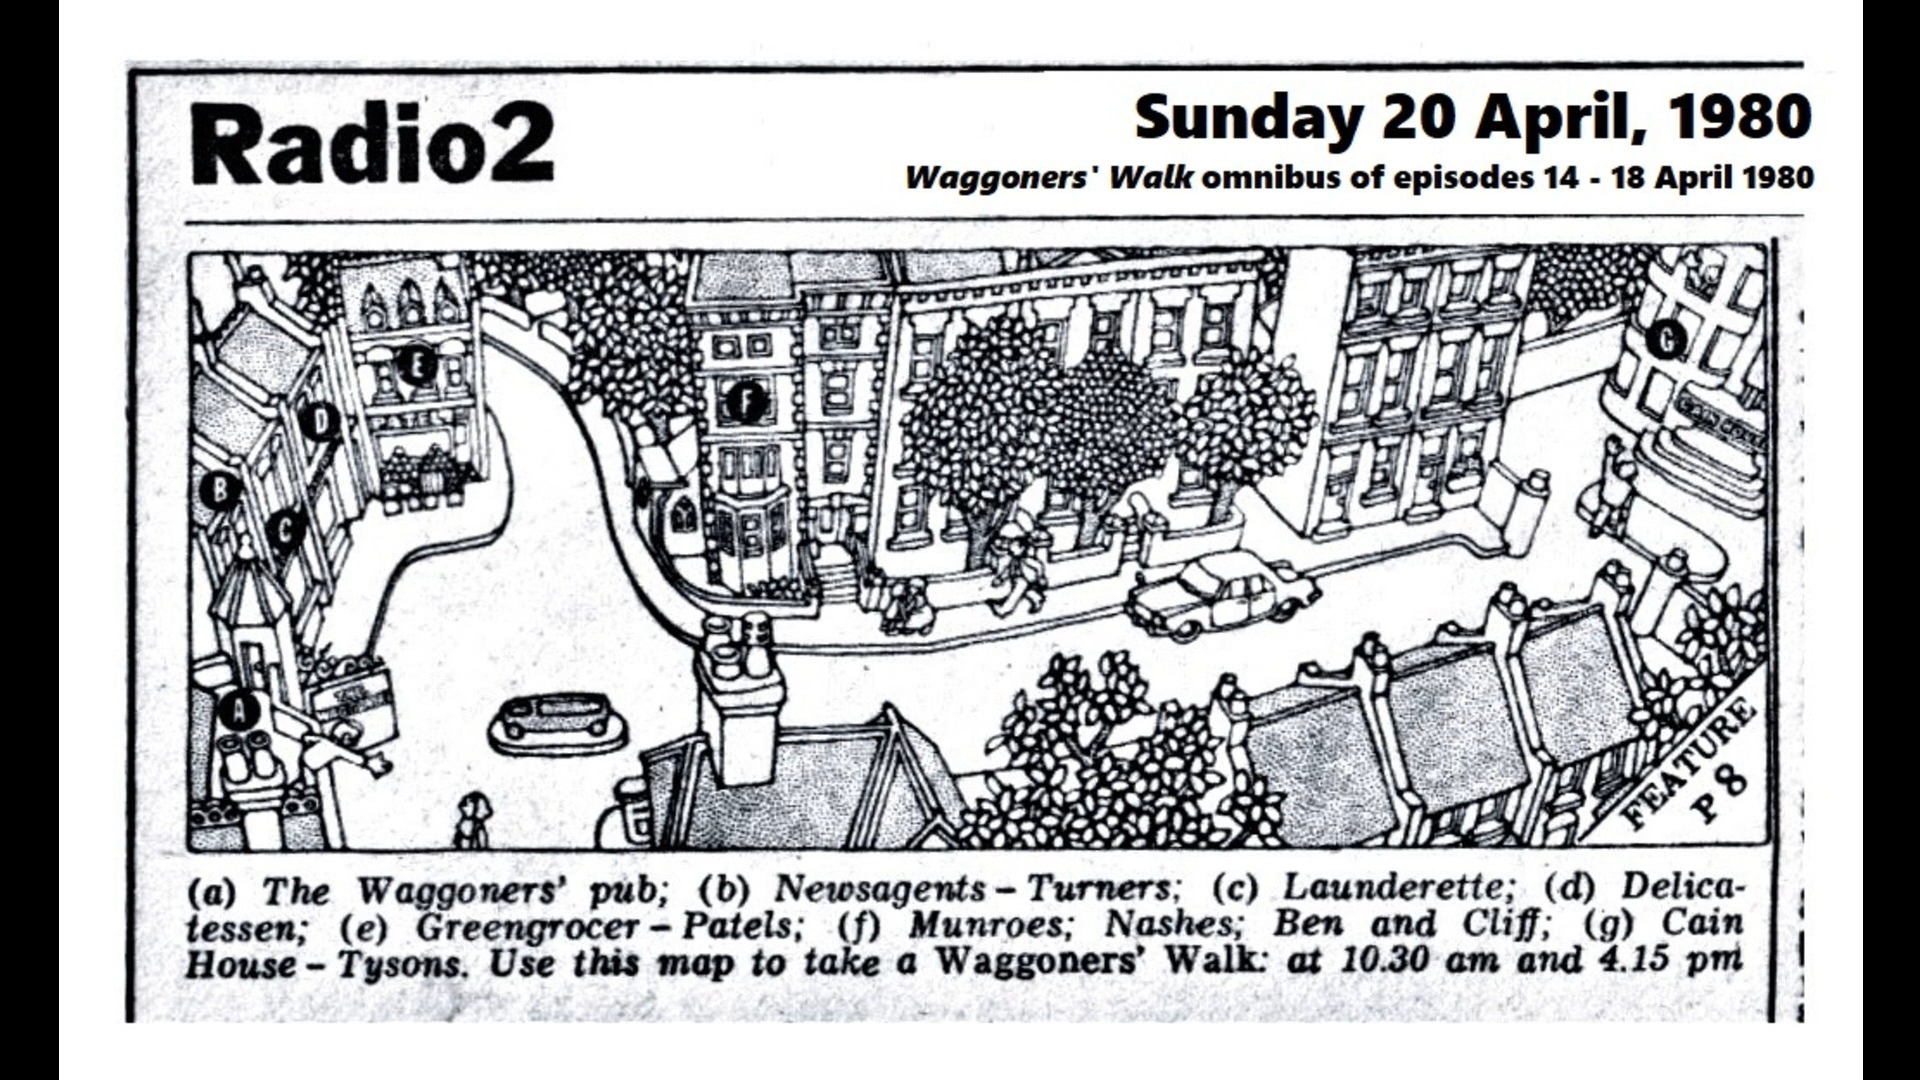 Radio2
Sunday 20 April, 1980
Waggoners' Walk omnibus of episodes 14 - 18 April 1980
E
G
F
D
B
C
A
FEATURE
P 8
(a) The Waggoners' pub; (b) Newsagents – Turners; (c) Launderette; (d) Delica-
tessen; (e) Greengrocer – Patels; (f) Munroes; Nashes; Ben and Cliff; (g) Cain
House – Tysons. Use this map to take a Waggoners' Walk: at 10.30 am and 4.15 pm